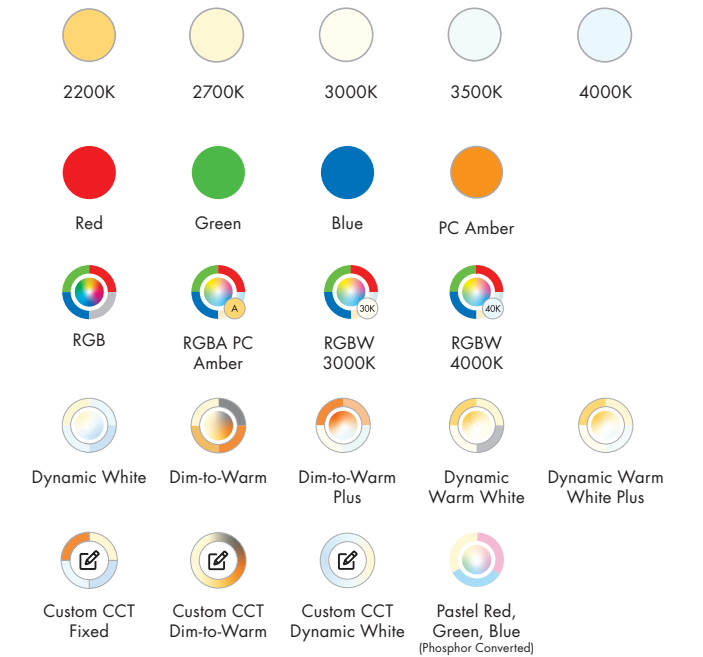 2200K
2700K
3000K
3500K
4000K
Red
Green
Blue
PC Amber
A
30K
40K
RGB
RGBA PC
Amber
RGBW
3000K
RGBW
4000K
Dynamic White
Dim-to-Warm
Dim-to-Warm
Plus
Dynamic
Warm White
Dynamic Warm
White Plus
Custom CCT
Fixed
Custom CCT
Dim-to-Warm
Custom CCT
Dynamic White
Pastel Red,
Green, Blue
(Phosphor Converted)